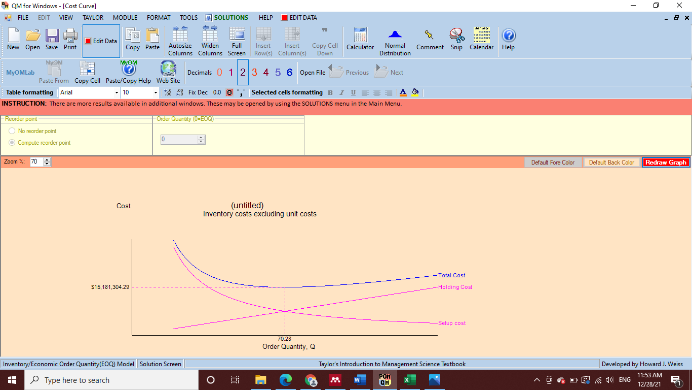 QM for Windows - [Cost Curve]
FILE EDIT VIEW TAYLOR MODULE FORMAT TOOLS SOLUTIONS HELP EDIT DATA
New Open Save Print Edit Data Copy Paste Autosize Columns Widen Columns Full Screen Insert Row(s) Insert Column(s) Copy Cell Down Calculator Normal Distribution Comment Snip Calendar Help
MyOMLab Paste From Copy Cell Paste/Copy Help Web Site Decimals 0 1 2 3 4 5 6 Open File Previous Next
Table formatting Arial 10 Fix Dec 0.0 Selected cells formatting B I U A
INSTRUCTION: There are more results available in additional windows. These may be opened by using the SOLUTIONS menu in the Main Menu.
Reorder point Order Quantity (0=EOQ)
No reorder point 0
Compute reorder point
Zoom %: 70 Default Fore Color Default Back Color Redraw Graph
Cost (untitled)
Inventory costs excluding unit costs
Total Cost
$15,181,304.29 Holding Cost
Setup cost
70.23
Order Quantity, Q
Inventory/Economic Order Quantity(EOQ) Model Solution Screen Taylor's Introduction to Management Science Textbook Developed by Howard J. Weiss
Type here to search ENG 11:53 AM
12/28/21